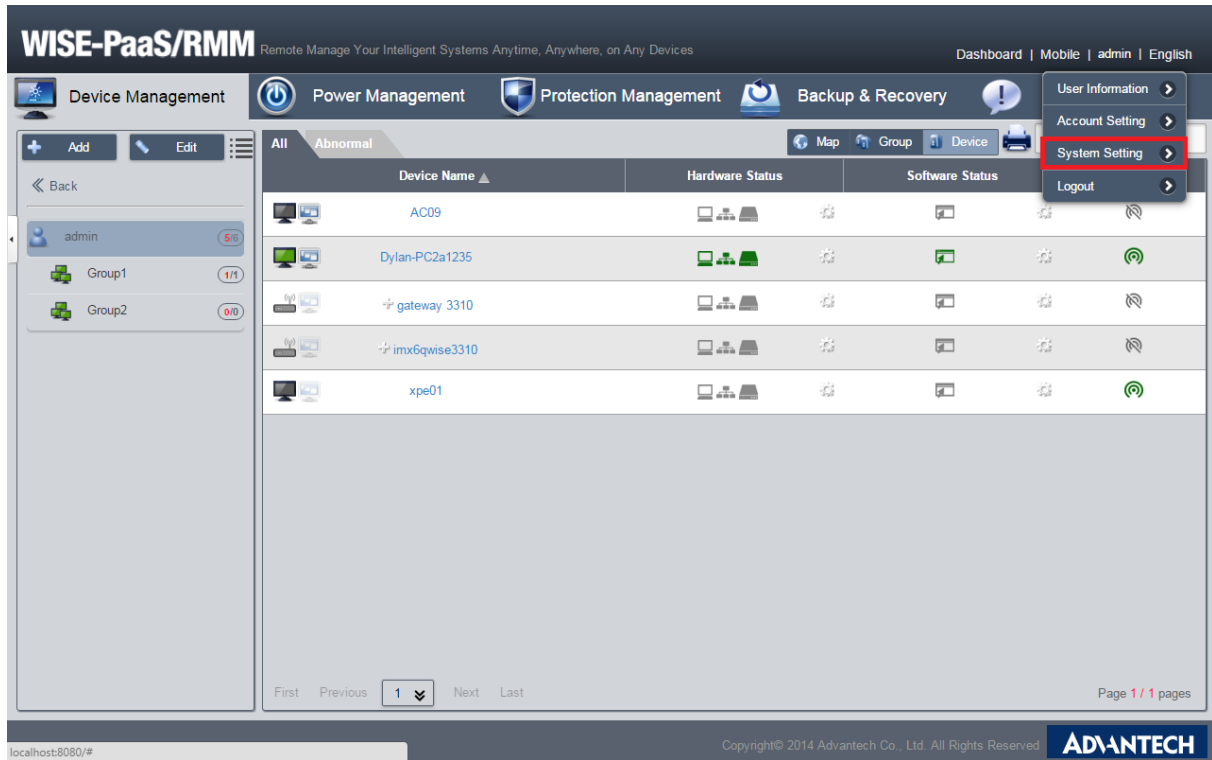 WISE-PaaS/RMM Remote Manage Your Intelligent Systems Anytime, Anywhere, on Any Devices
Dashboard | Mobile | admin | English
Device Management Power Management Protection Management Backup & Recovery
User Information
Account Setting
System Setting
Logout
Add Edit
Back
admin 5/6
Group1 1/1
Group2 0/0
All Abnormal Map Group Device
Device Name Hardware Status Software Status
AC09
Dylan-PC2a1235
gateway 3310
imx6qwise3310
xpe01
First Previous 1 Next Last Page 1 / 1 pages
localhost:8080/#
Copyright© 2014 Advantech Co., Ltd. All Rights Reserved ADVANTECH